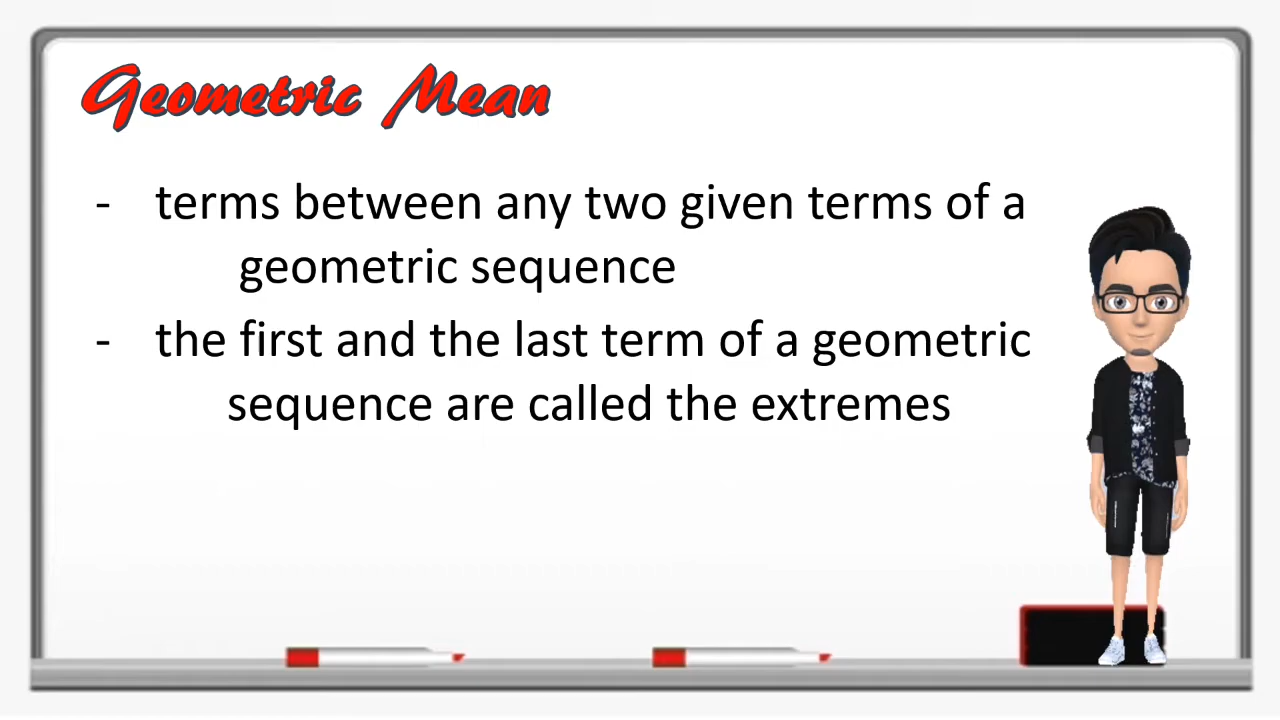 Geometric Mean
- terms between any two given terms of a
geometric sequence
- the first and the last term of a geometric
sequence are called the extremes